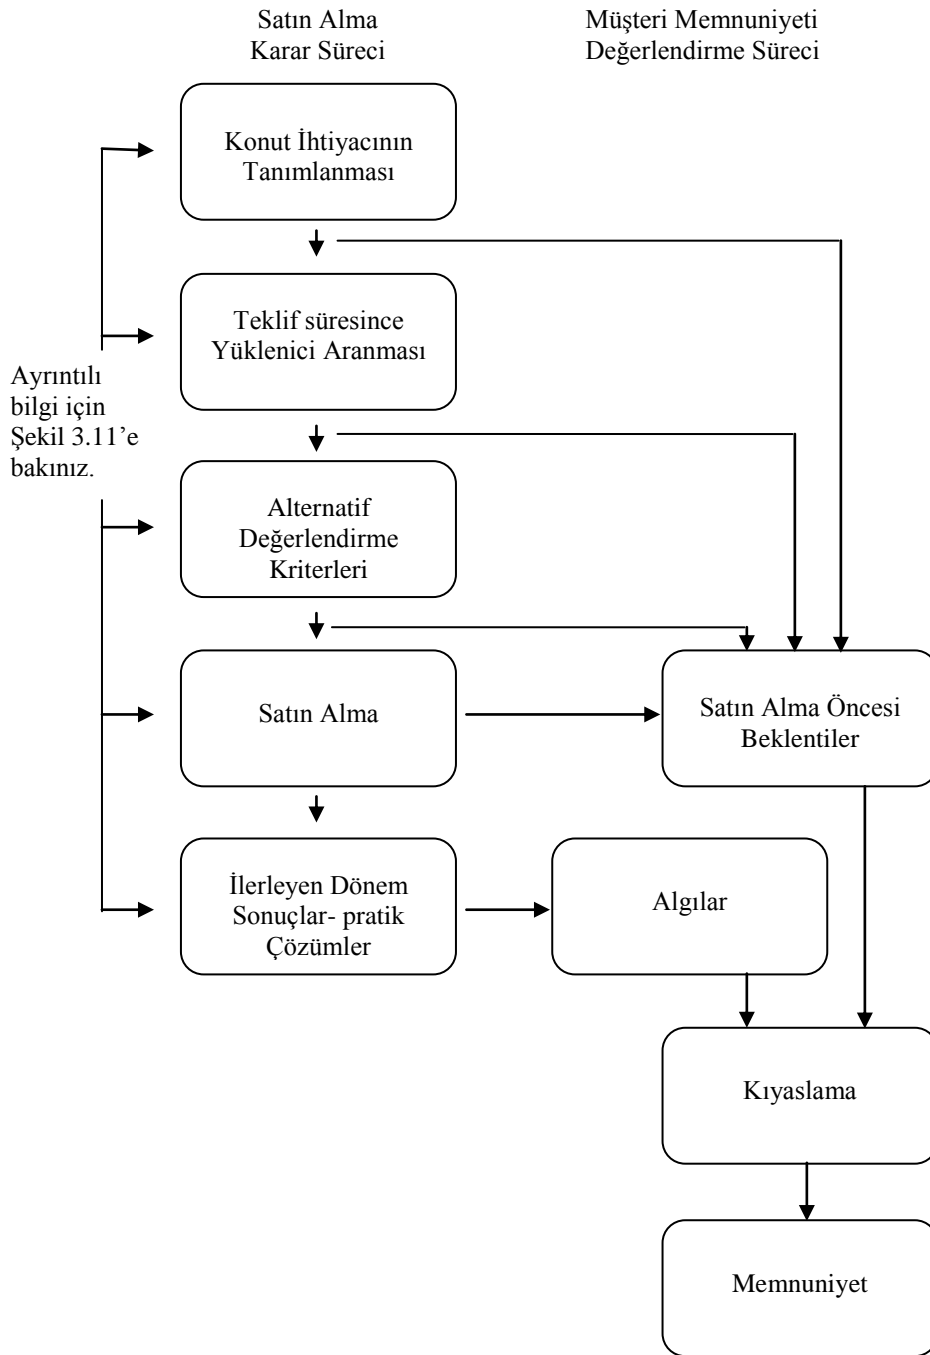 Satın Alma
Karar Süreci
Müşteri Memnuniyeti
Değerlendirme Süreci
Konut İhtiyacının
Tanımlanması
Teklif süresince
Yüklenici Aranması
Ayrıntılı
bilgi için
Şekil 3.11’e
bakınız.
Alternatif
Değerlendirme
Kriterleri
Satın Alma
Satın Alma Öncesi
Beklentiler
İlerleyen Dönem
Sonuçlar- pratik
Çözümler
Algılar
Kıyaslama
Memnuniyet